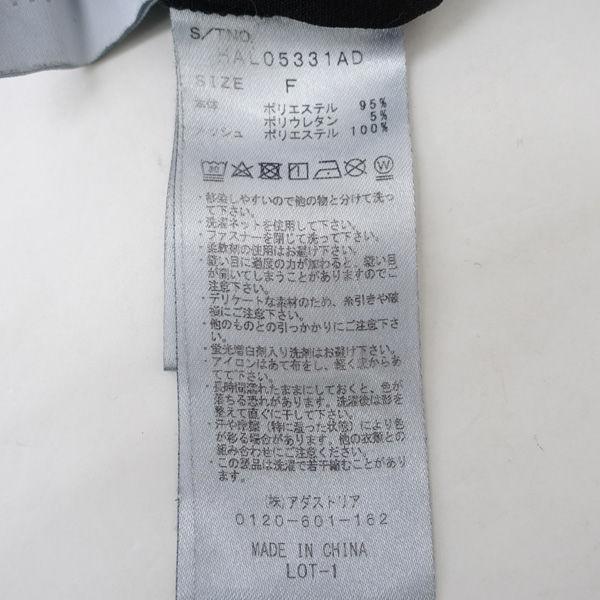 S/TNO.
HAL05331AD
SIZE F
本体 ポリエステル 95%
ポリウレタン 5%
メッシュ ポリエステル 100%
・移染しやすいので他の物と分けて洗っ
て下さい。
・洗濯ネットを使用して下さい。
・ファスナーを閉じて洗って下さい。
・柔軟剤の使用はお避け下さい。
・縫い目に過度の力が加わると、縫い目
が開いてしまうことがありますのでご
注意下さい。
・デリケートな素材のため、糸引きや破
損にご注意下さい。
・他のものとの引っかかりにご注意下さ
い。
・蛍光増白剤入り洗剤はお避け下さい。
・アイロンはあて布をし、軽く底からあ
てて下さい。
・長時間濡れたままにしておくと、色が
落ちる恐れがあります。洗濯後は形を
整えて直ぐに干して下さい。
・汗や摩擦（特に湿った状態）により色
が移る場合があります。他の衣類との
組み合わせにご注意ください。
・この製品は洗濯で若干縮むことがあり
ます。
(株)アダストリア
0120-601-162
MADE IN CHINA
LOT-1